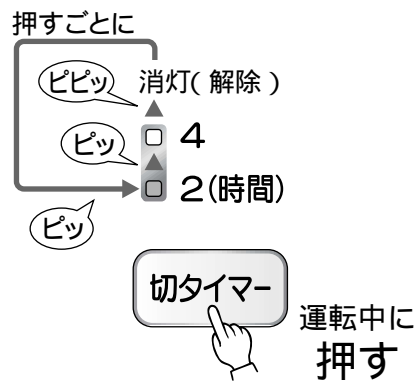 押すごとに
ピピッ 消灯(解除)
ピッ 4
2(時間)
ピッ
切タイマー
運転中に
押す